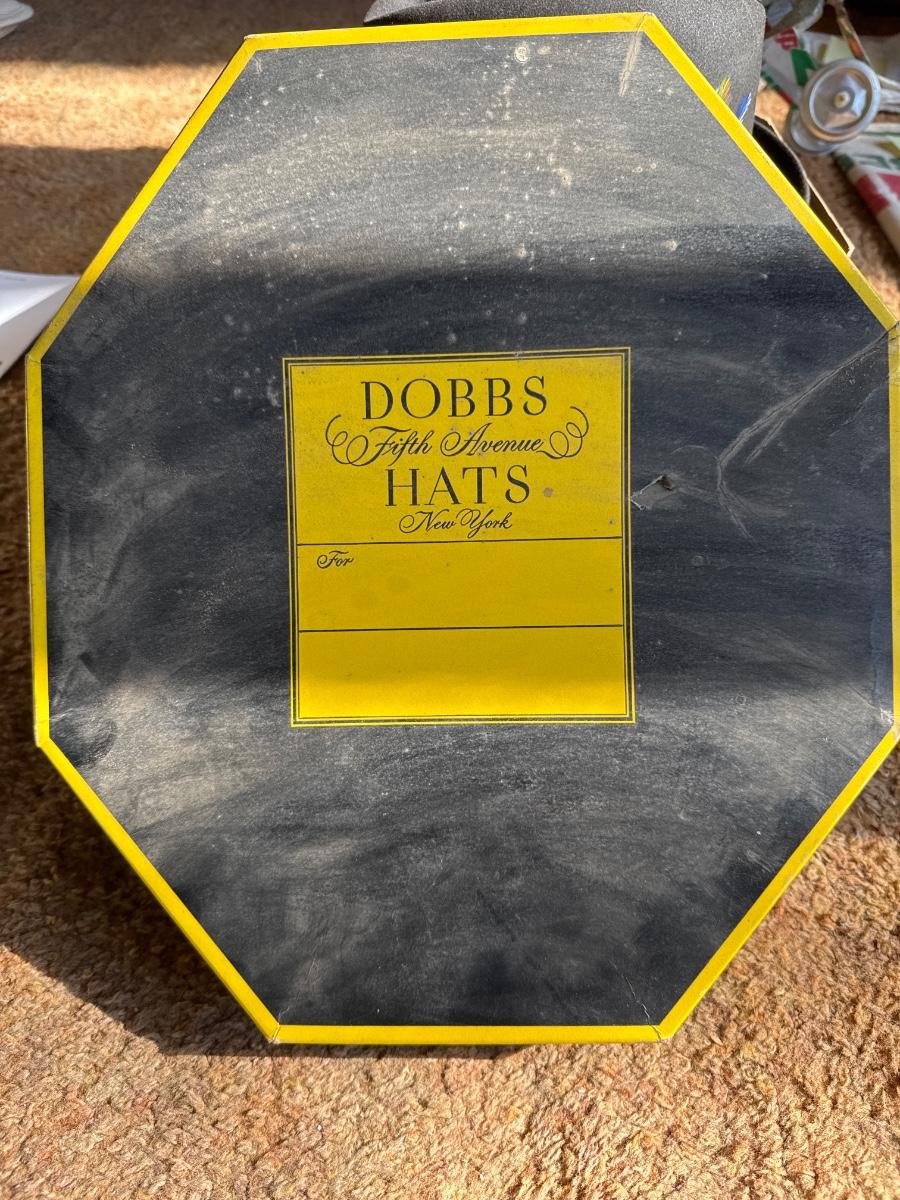 DOBBS
Fifth Avenue
HATS
New York
For